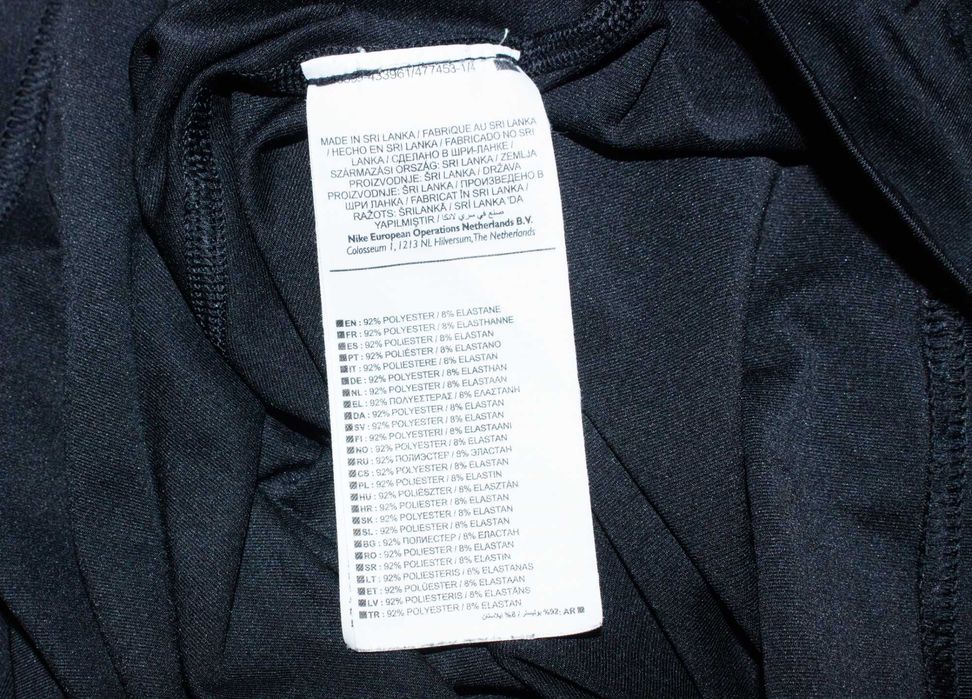 433961/477453-1/4
MADE IN SRI LANKA / FABRIQUE AU SRI LANKA
/ HECHO EN SRI LANKA / FABRICADO NO SRI
LANKA / СДЕЛАНО В ШРИ-ЛАНКЕ /
SZÁRMAZÁSI ORSZÁG: SRI LANKA / ZEMLJA
PROIZVODNJE: ŠRI LANKA / DRŽAVA
PROIZVODNJE: ŠRI LANKA / ПРОИЗВЕДЕНО В
ШРИ ЛАНКА / FABRICAT ÎN SRI LANKA /
RAŽOTS: ŠRILANKĀ / SRİ LANKA 'DA
YAPILMIŞTIR / صنع في سري لانكا
Nike European Operations Netherlands B.V.
Colosseum 1, 1213 NL Hilversum, The Netherlands
EN : 92% POLYESTER / 8% ELASTANE
FR : 92% POLYESTER / 8% ELASTHANNE
ES : 92% POLIÉSTER / 8% ELASTAN
PT : 92% POLIÉSTER / 8% ELASTANO
IT : 92% POLIESTERE / 8% ELASTAN
DE : 92% POLYESTER / 8% ELASTHAN
NL : 92% POLYESTER / 8% ELASTAAN
EL : 92% ΠΟΛΥΕΣΤΕΡΑΣ / 8% ΕΛΑΣΤΑΝΗ
DA : 92% POLYESTER / 8% ELASTAN
SV : 92% POLYESTER / 8% ELASTAN
FI : 92% POLYESTERI / 8% ELASTAANI
NO : 92% POLYESTER / 8% ELASTAN
RU : 92% ПОЛИЭСТЕР / 8% ЭЛАСТАН
CS : 92% POLYESTER / 8% ELASTAN
PL : 92% POLIESTER / 8% ELASTIN
HU : 92% POLIÉSZTER / 8% ELASZTÁN
HR : 92% POLIESTER / 8% ELASTAN
SK : 92% POLYESTER / 8% ELASTAN
SL : 92% POLIESTER / 8% ELASTAN
BG : 92% ПОЛИЕСТЕР / 8% ЕЛАСТАН
RO : 92% POLIESTER / 8% ELASTAN
SR : 92% POLIESTER / 8% ELASTIN
LT : 92% POLIESTERIS / 8% ELASTANAS
ET : 92% POLÜESTER / 8% ELASTAAN
LV : 92% POLIESTERIS / 8% ELASTĀNS
TR : 92% POLYESTER / 8% ELASTAN
AR : 92% بوليستر / 8% ايلاستان